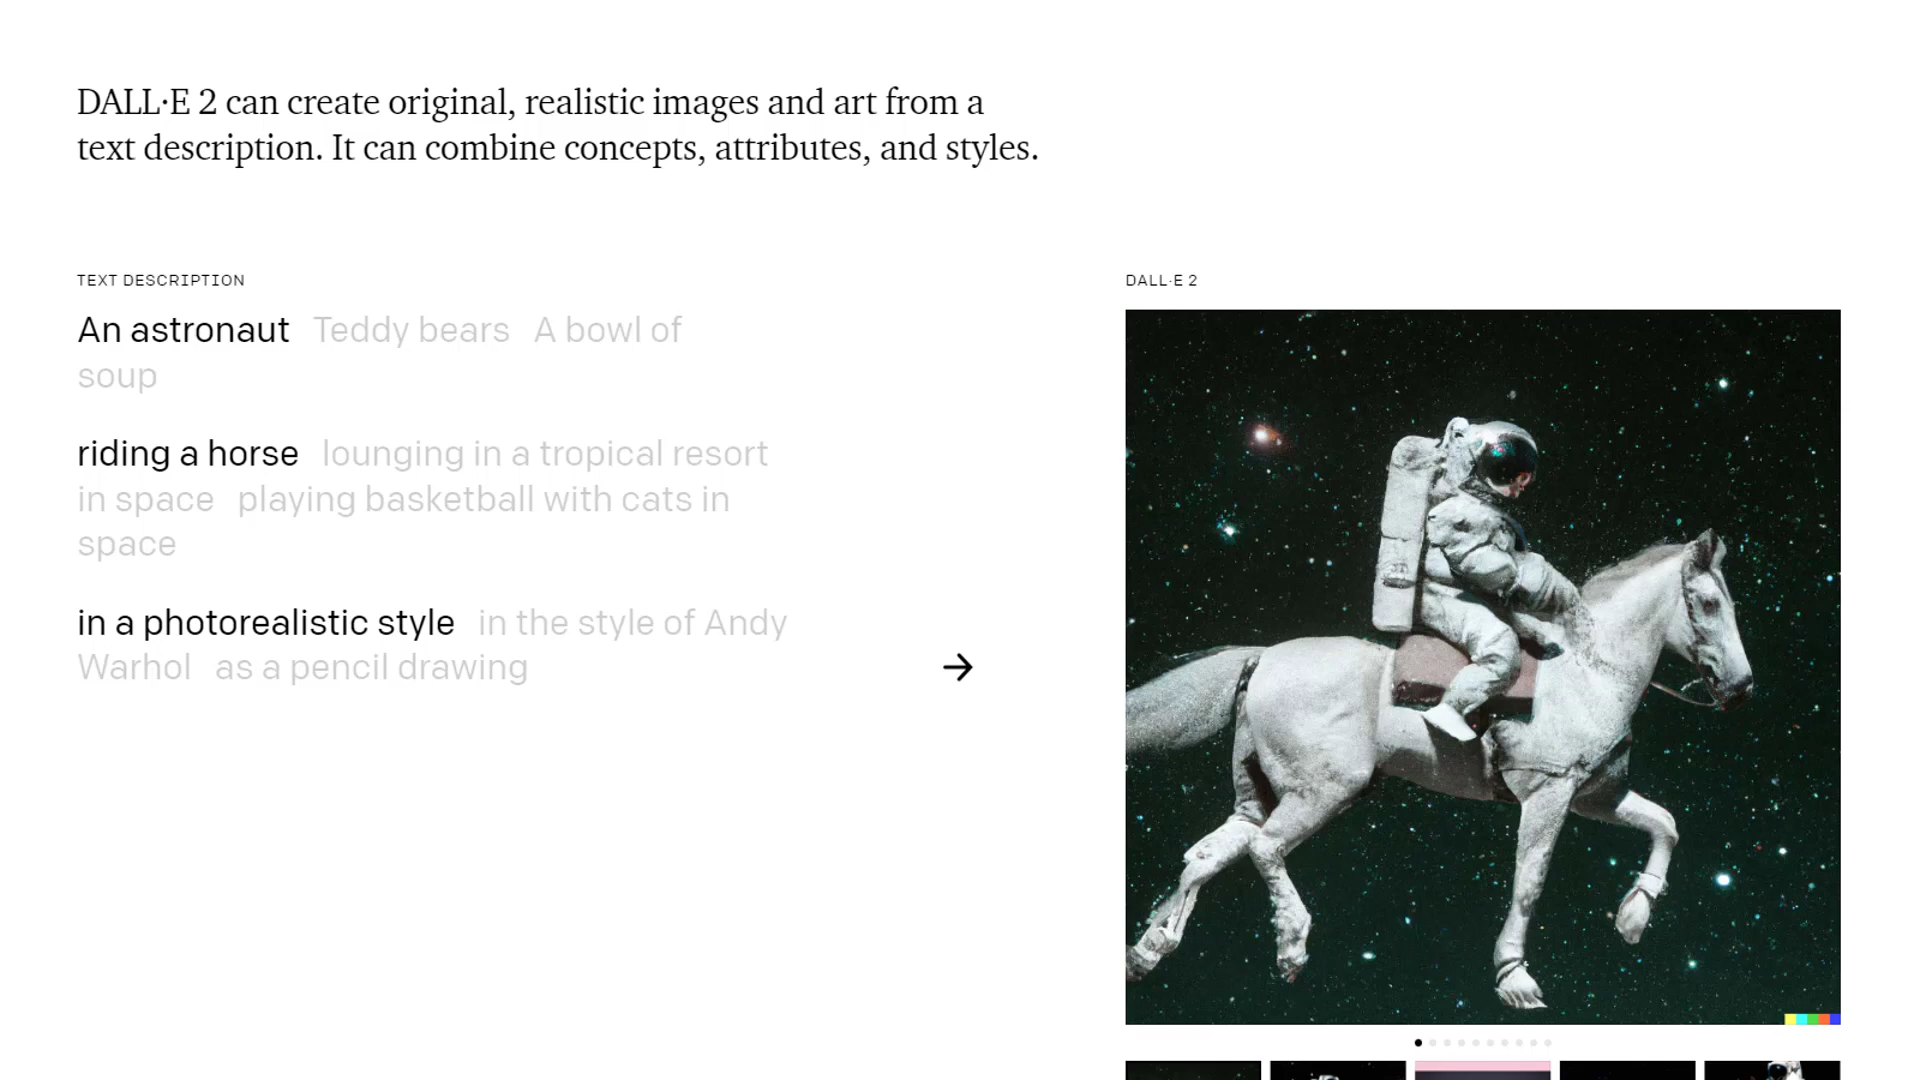 DALL·E 2 can create original, realistic images and art from a
text description. It can combine concepts, attributes, and styles.
TEXT DESCRIPTION
An astronaut Teddy bears A bowl of
soup
riding a horse lounging in a tropical resort
in space playing basketball with cats in
space
in a photorealistic style in the style of Andy
Warhol as a pencil drawing
DALL·E 2